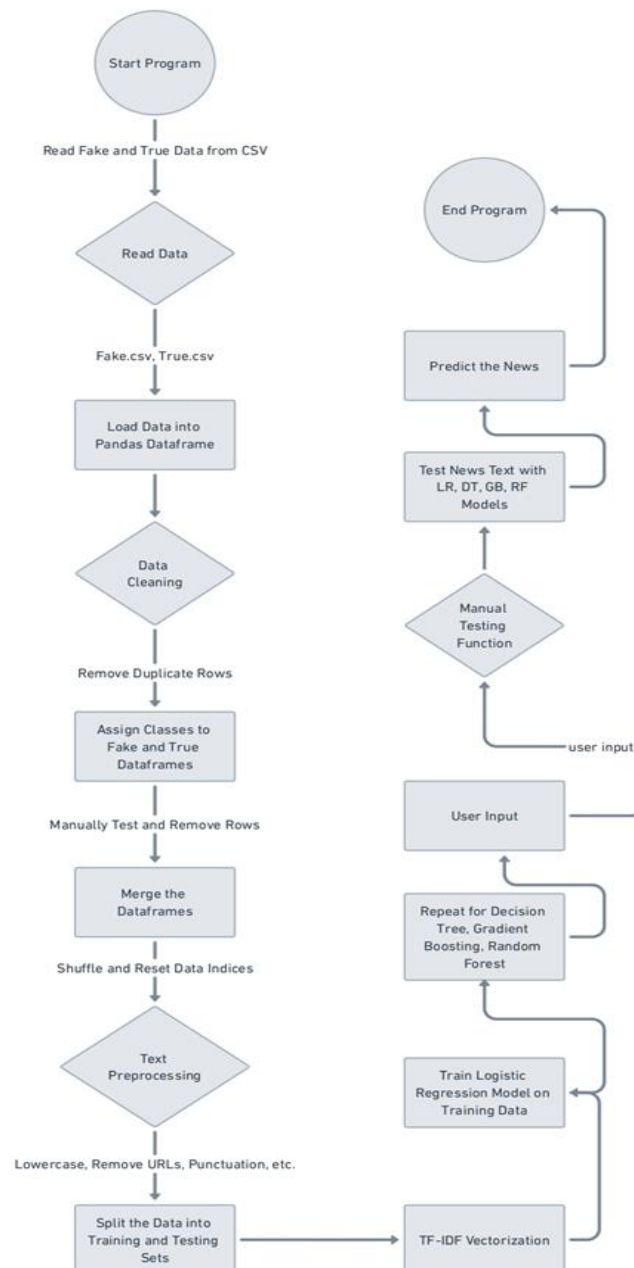 Start Program
Read Fake and True Data from CSV
Read Data
Fake.csv, True.csv
Load Data into
Pandas Dataframe
Data
Cleaning
Remove Duplicate Rows
Assign Classes to
Fake and True
Dataframes
Manually Test and Remove Rows
Merge the
Dataframes
Shuffle and Reset Data Indices
Text
Preprocessing
Lowercase, Remove URLs, Punctuation, etc.
Split the Data into
Training and Testing
Sets
TF-IDF Vectorization
Train Logistic
Regression Model on
Training Data
Repeat for Decision
Tree, Gradient
Boosting, Random
Forest
User Input
user input
Manual
Testing
Function
Test News Text with
LR, DT, GB, RF
Models
Predict the News
End Program